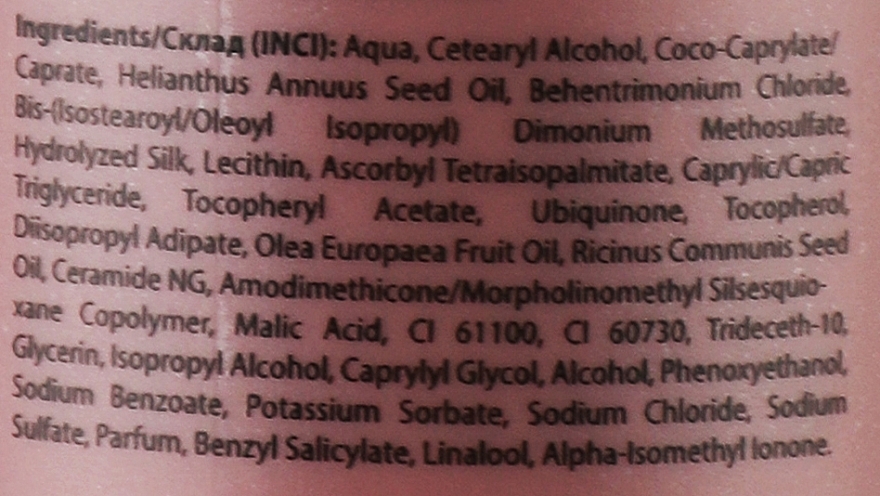 Ingredients/Склад (INCI): Aqua, Cetearyl Alcohol, Coco-Caprylate/
Caprate, Helianthus Annuus Seed Oil, Behentrimonium Chloride,
Bis-(Isostearoyl/Oleoyl Isopropyl) Dimonium Methosulfate,
Hydrolyzed Silk, Lecithin, Ascorbyl Tetraisopalmitate, Caprylic/Capric
Triglyceride, Tocopheryl Acetate, Ubiquinone, Tocopherol,
Diisopropyl Adipate, Olea Europaea Fruit Oil, Ricinus Communis Seed
Oil, Ceramide NG, Amodimethicone/Morpholinomethyl Silsesquio-
xane Copolymer, Malic Acid, CI 61100, CI 60730, Trideceth-10,
Glycerin, Isopropyl Alcohol, Caprylyl Glycol, Alcohol, Phenoxyethanol,
Sodium Benzoate, Potassium Sorbate, Sodium Chloride, Sodium
Sulfate, Parfum, Benzyl Salicylate, Linalool, Alpha-Isomethyl Ionone.